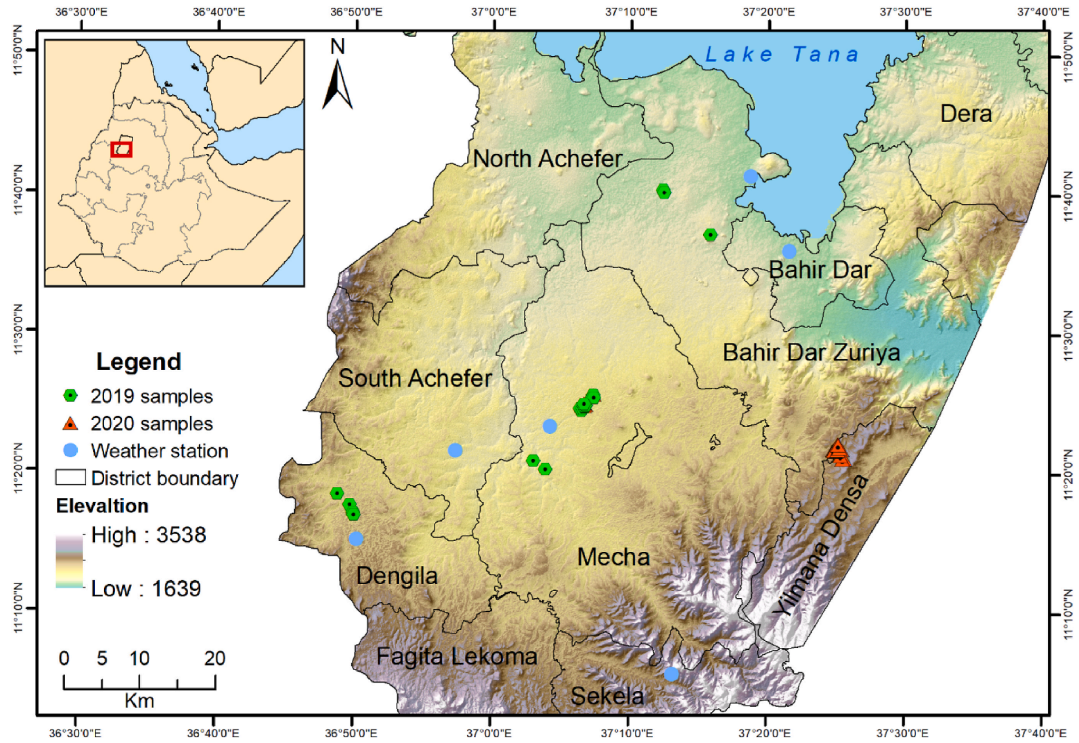 36°30'0"E 36°40'0"E 36°50'0"E 37°0'0"E 37°10'0"E 37°20'0"E 37°30'0"E 37°40'0"E
11°50'0"N
11°50'0"N
N
Lake Tana
Dera
North Achefer
11°40'0"N
11°40'0"N
Bahir Dar
11°30'0"N
11°30'0"N
Bahir Dar Zuriya
Legend
South Achefer
2019 samples
2020 samples
Weather station
District boundary
11°20'0"N
11°20'0"N
Elevaltion
High : 3538
Low : 1639
Mecha
Yilmana Densa
Dengila
11°10'0"N
11°10'0"N
Fagita Lekoma
Sekela
0 5 10 20
Km
36°30'0"E 36°40'0"E 36°50'0"E 37°0'0"E 37°10'0"E 37°20'0"E 37°30'0"E 37°40'0"E